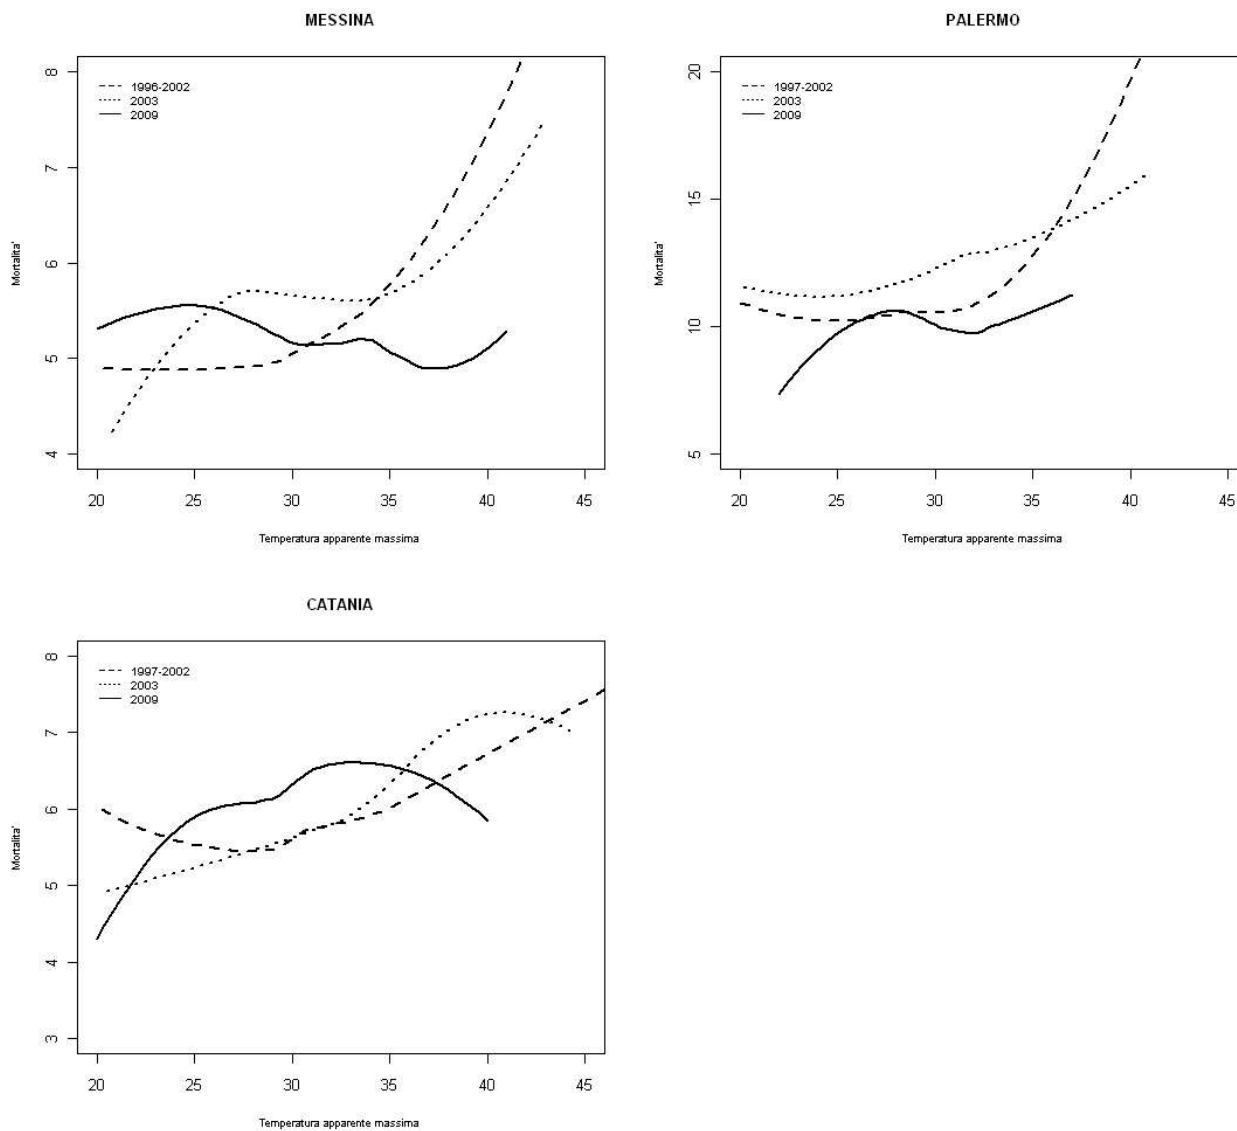 MESSINA
8
7
6
5
4
Mortalita'
1996-2002
2003
2009
20 25 30 35 40 45
Temperatura apparente massima
PALERMO
20
15
10
5
Mortalita'
1997-2002
2003
2009
20 25 30 35 40 45
Temperatura apparente massima
CATANIA
8
7
6
5
4
3
Mortalita'
1997-2002
2003
2009
20 25 30 35 40 45
Temperatura apparente massima